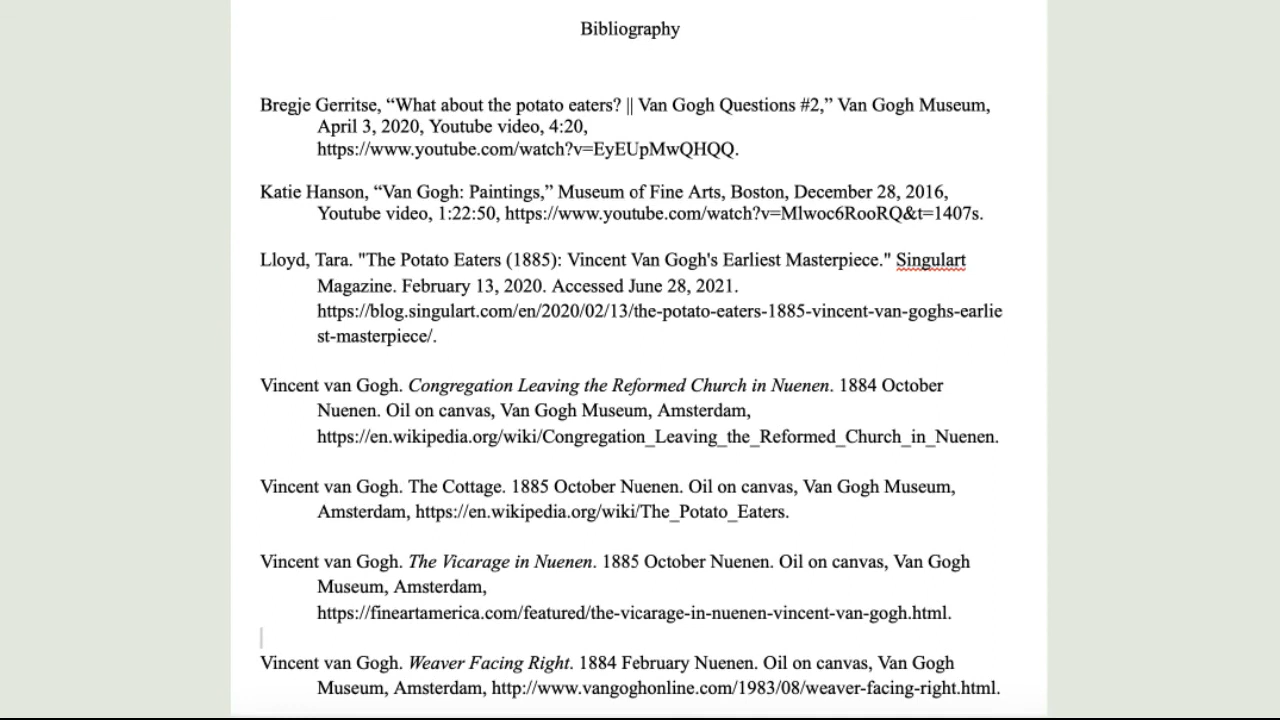 Bibliography
Bregje Gerritse, “What about the potato eaters? || Van Gogh Questions #2,” Van Gogh Museum,
April 3, 2020, Youtube video, 4:20,
https://www.youtube.com/watch?v=EyEUpMwQHQQ.
Katie Hanson, “Van Gogh: Paintings,” Museum of Fine Arts, Boston, December 28, 2016,
Youtube video, 1:22:50, https://www.youtube.com/watch?v=Mlwoc6RooRQ&t=1407s.
Lloyd, Tara. "The Potato Eaters (1885): Vincent Van Gogh's Earliest Masterpiece." Singulart
Magazine. February 13, 2020. Accessed June 28, 2021.
https://blog.singulart.com/en/2020/02/13/the-potato-eaters-1885-vincent-van-goghs-earlie
st-masterpiece/.
Vincent van Gogh. Congregation Leaving the Reformed Church in Nuenen. 1884 October
Nuenen. Oil on canvas, Van Gogh Museum, Amsterdam,
https://en.wikipedia.org/wiki/Congregation_Leaving_the_Reformed_Church_in_Nuenen.
Vincent van Gogh. The Cottage. 1885 October Nuenen. Oil on canvas, Van Gogh Museum,
Amsterdam, https://en.wikipedia.org/wiki/The_Potato_Eaters.
Vincent van Gogh. The Vicarage in Nuenen. 1885 October Nuenen. Oil on canvas, Van Gogh
Museum, Amsterdam,
https://fineartamerica.com/featured/the-vicarage-in-nuenen-vincent-van-gogh.html.
Vincent van Gogh. Weaver Facing Right. 1884 February Nuenen. Oil on canvas, Van Gogh
Museum, Amsterdam, http://www.vangoghonline.com/1983/08/weaver-facing-right.html.